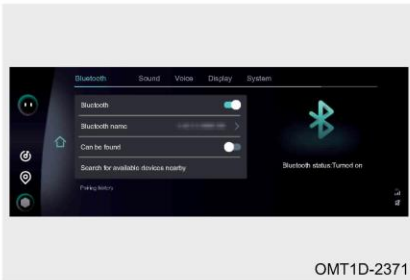 Bluetooth Sound Voice Display System
Bluetooth
Bluetooth name
Can be found
Search for available devices nearby
Bluetooth status:Turned on
Pairing history
OMT1D-2371